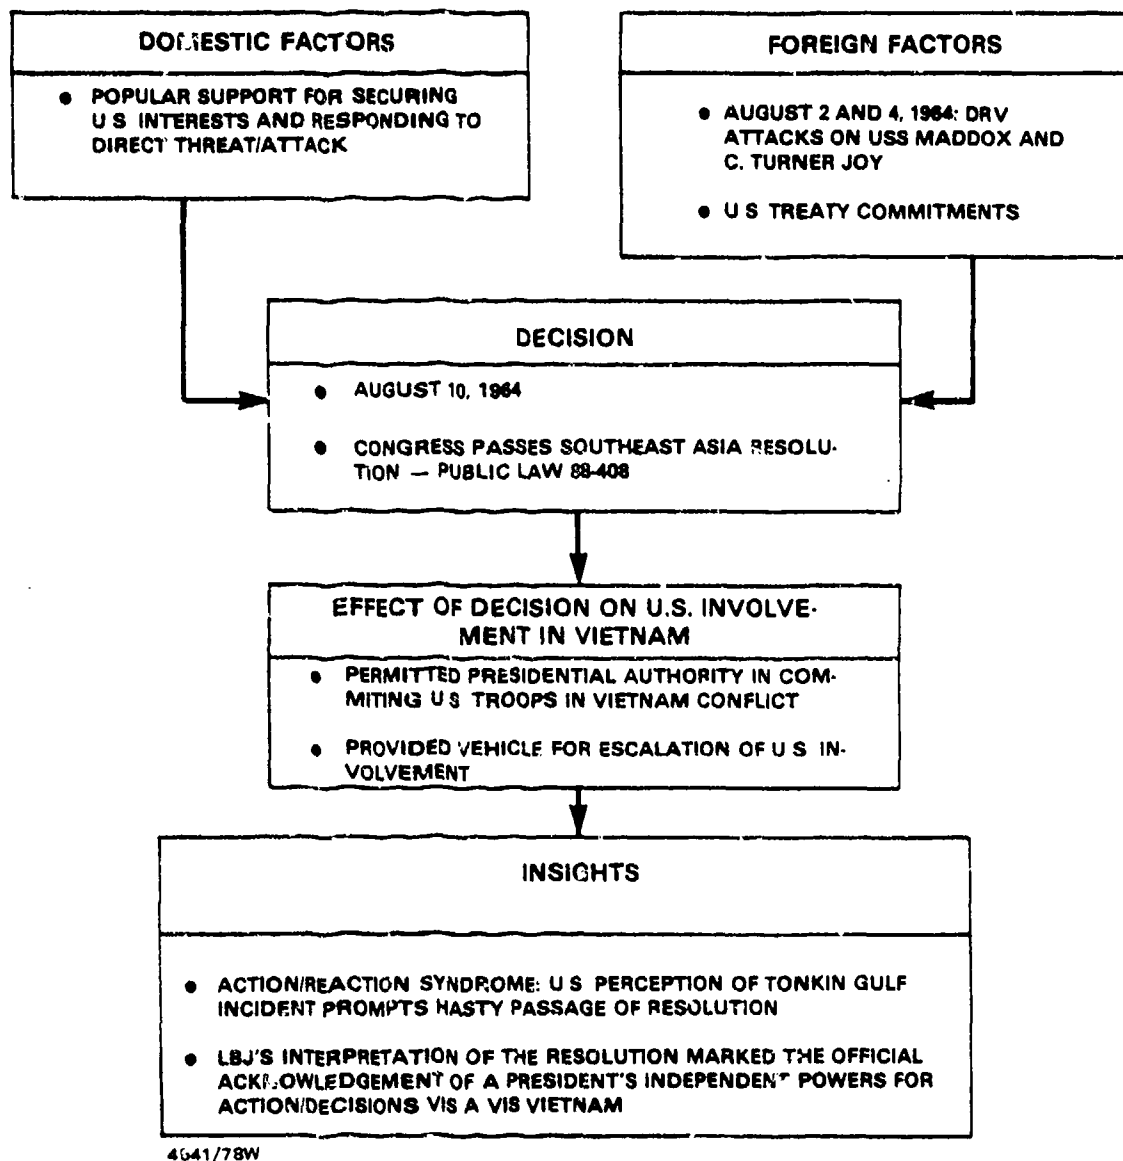 DOMESTIC FACTORS
• POPULAR SUPPORT FOR SECURING
U S INTERESTS AND RESPONDING TO
DIRECT THREAT/ATTACK
FOREIGN FACTORS
• AUGUST 2 AND 4, 1964: DRV
ATTACKS ON USS MADDOX AND
C. TURNER JOY
• U S TREATY COMMITMENTS
DECISION
• AUGUST 10, 1964
• CONGRESS PASSES SOUTHEAST ASIA RESOLU-
TION — PUBLIC LAW 88-408
EFFECT OF DECISION ON U.S. INVOLVE-
MENT IN VIETNAM
• PERMITTED PRESIDENTIAL AUTHORITY IN COM-
MITING U S TROOPS IN VIETNAM CONFLICT
• PROVIDED VEHICLE FOR ESCALATION OF U S IN-
VOLVEMENT
INSIGHTS
• ACTION/REACTION SYNDROME: U S PERCEPTION OF TONKIN GULF
INCIDENT PROMPTS HASTY PASSAGE OF RESOLUTION
• LBJ'S INTERPRETATION OF THE RESOLUTION MARKED THE OFFICIAL
ACKNOWLEDGEMENT OF A PRESIDENT'S INDEPENDENT POWERS FOR
ACTION/DECISIONS VIS A VIS VIETNAM
4641/78W